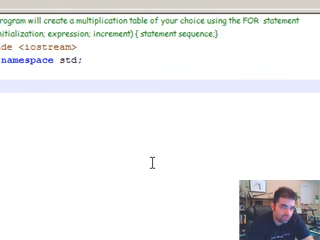 rogram will create a multiplication table of your choice using the FOR statement
nitialization; expression; increment) { statement sequence;}
de <iostream>
namespace std;